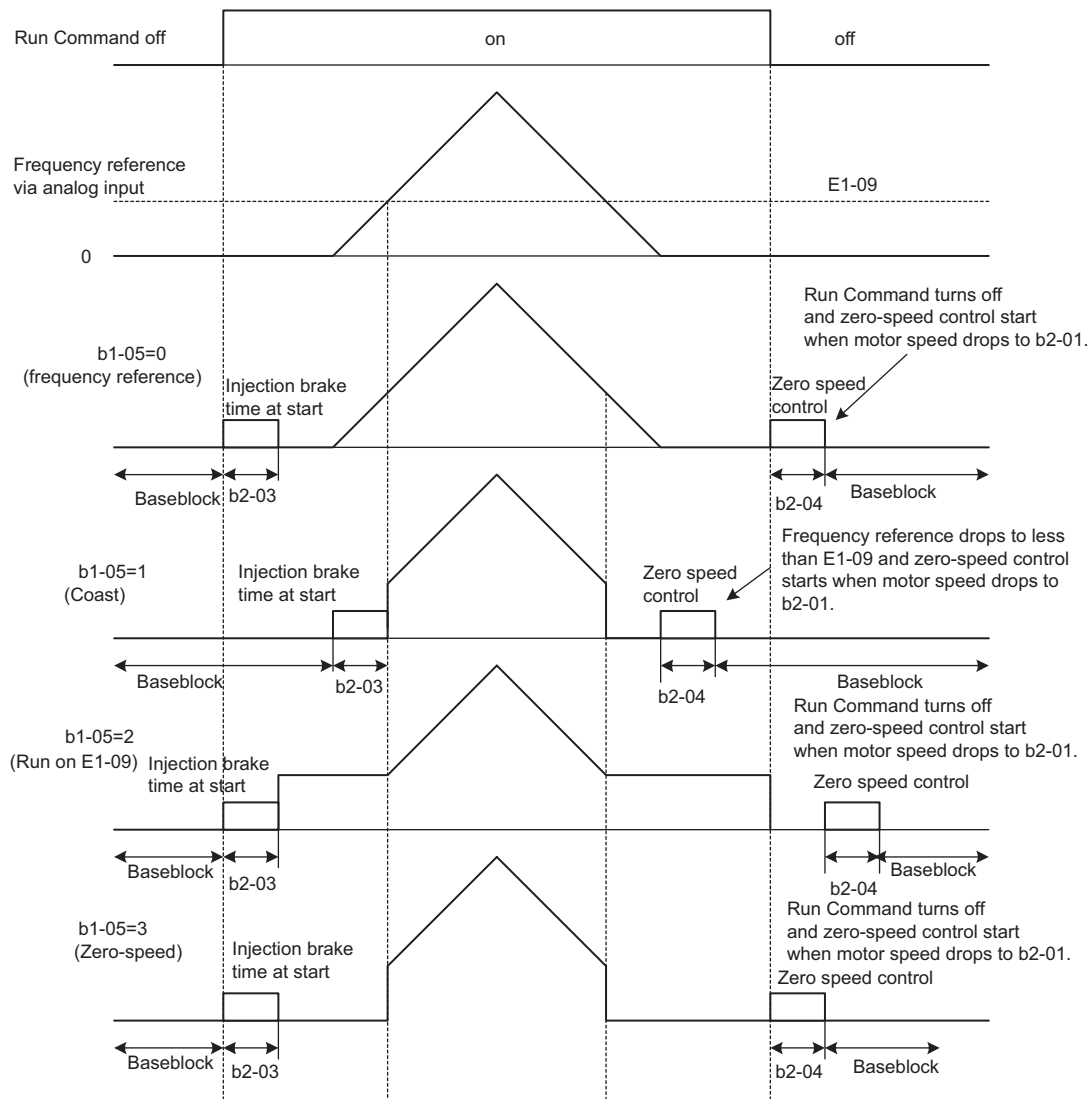 Run Command off
on
off
Frequency reference
via analog input
E1-09
0
Run Command turns off
and zero-speed control start
when motor speed drops to b2-01.
b1-05=0
(frequency reference)
Injection brake
time at start
Zero speed
control
Baseblock
b2-03
b2-04
Baseblock
Frequency reference drops to less
than E1-09 and zero-speed control
starts when motor speed drops to
b2-01.
b1-05=1
(Coast)
Injection brake
time at start
Zero speed
control
Baseblock
b2-03
b2-04
Baseblock
Run Command turns off
and zero-speed control start
when motor speed drops to b2-01.
b1-05=2
(Run on E1-09)
Injection brake
time at start
Zero speed control
Baseblock
b2-03
b2-04
Baseblock
Run Command turns off
and zero-speed control start
when motor speed drops to b2-01.
b1-05=3
(Zero-speed)
Injection brake
time at start
Zero speed control
Baseblock
b2-03
b2-04
Baseblock